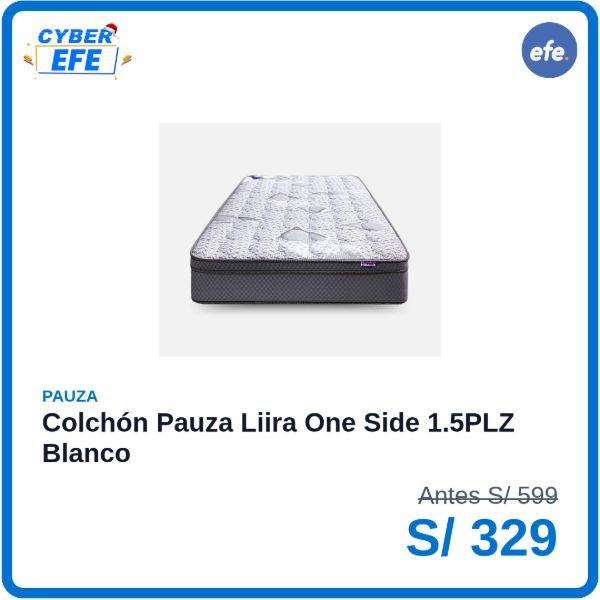 CYBER
EFE
efe.
PAUZA
Colchón Pauza Liira One Side 1.5PLZ
Blanco
Antes S/ 599
S/ 329